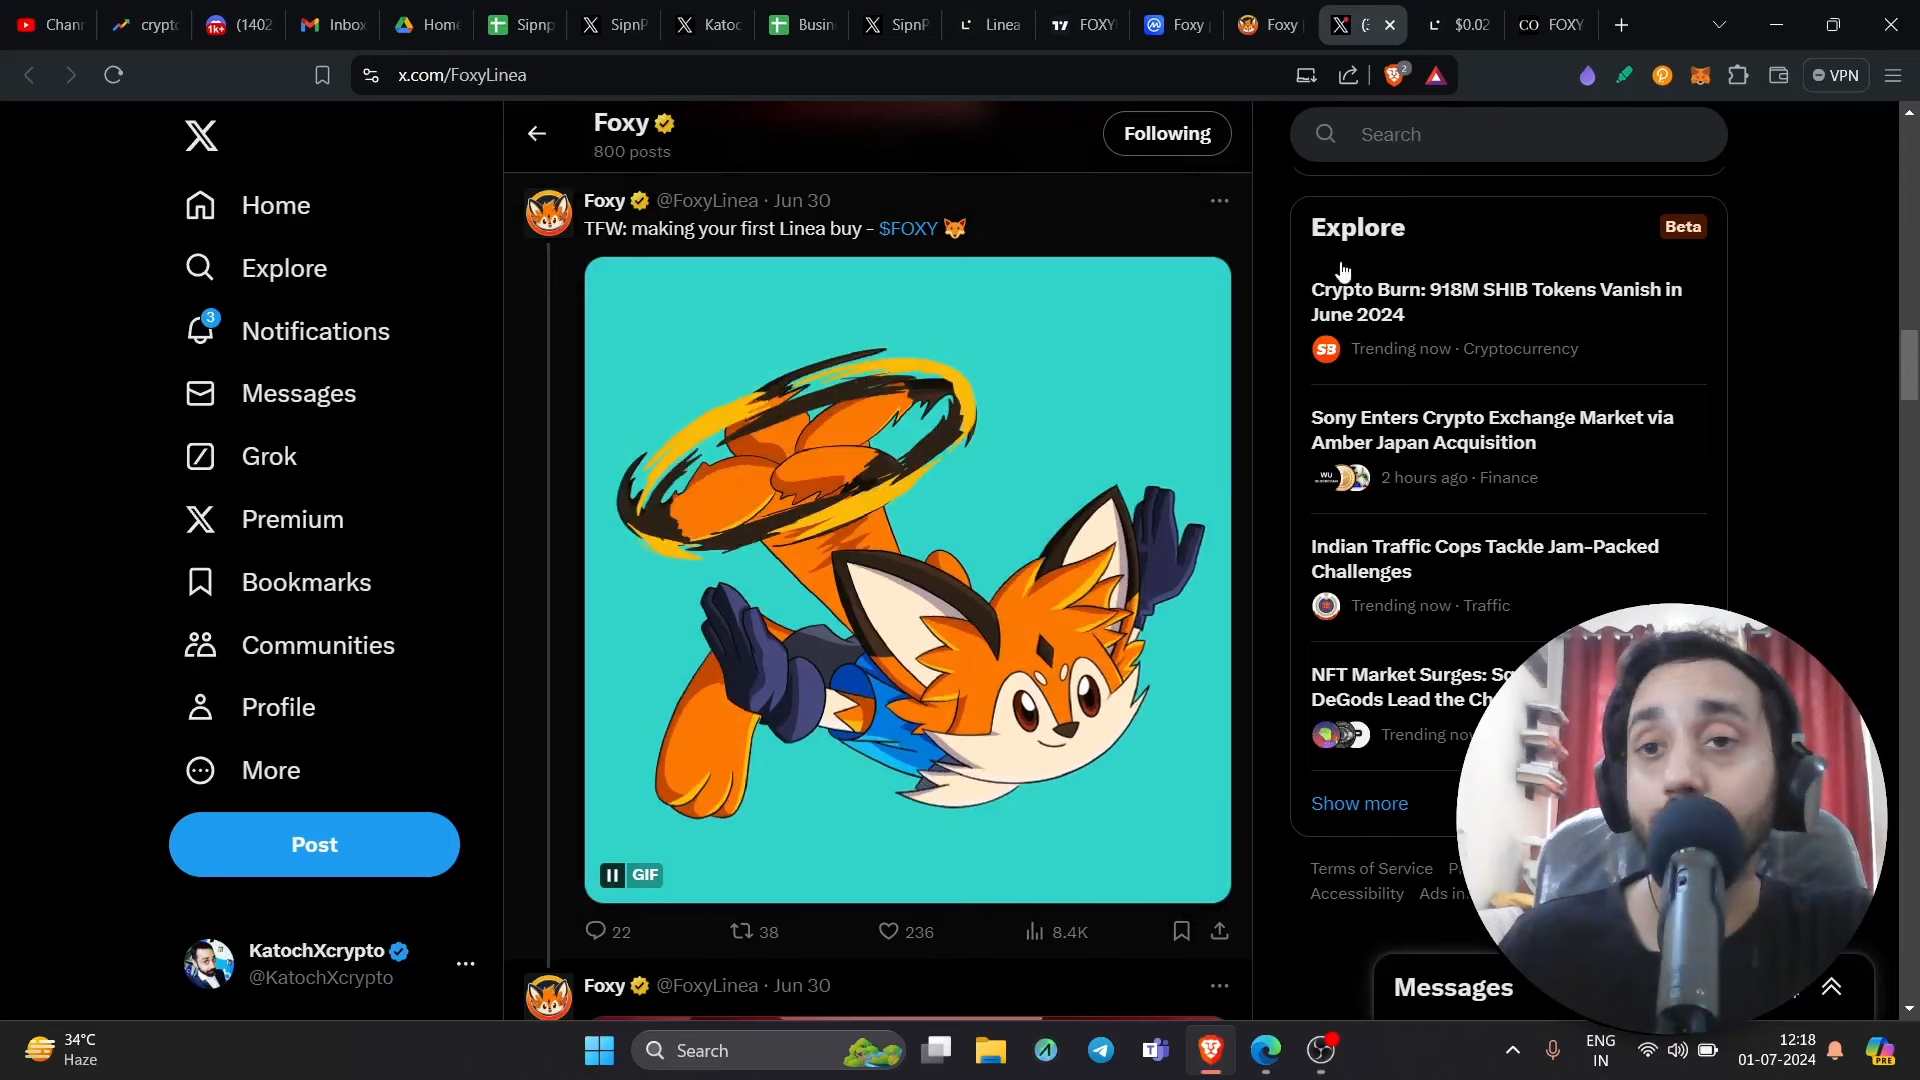 Chann
crypto
(1402
Inbox
Home
Sipnp
SipnP
Katoc
Busin
SipnP
Linea
FOXY
Foxy
Foxy
(3
$0.02
CO FOXY
x.com/FoxyLinea
2
VPN
Foxy
800 posts
Following
Search
Home
Explore
3
Notifications
Messages
Grok
Premium
Bookmarks
Communities
Profile
More
Post
KatochXcrypto
@KatochXcrypto
Foxy @FoxyLinea · Jun 30
TFW: making your first Linea buy - $FOXY
GIF
22
38
236
8.4K
Foxy @FoxyLinea · Jun 30
Explore
Beta
Crypto Burn: 918M SHIB Tokens Vanish in
June 2024
SB Trending now · Cryptocurrency
Sony Enters Crypto Exchange Market via
Amber Japan Acquisition
2 hours ago · Finance
Indian Traffic Cops Tackle Jam-Packed
Challenges
Trending now · Traffic
NFT Market Surges:
DeGods Lead the
Trending
Show more
Terms of Service
Accessibility Ads
Messages
34°C
Haze
Search
PRE
ENG
IN
12:18
01-07-2024